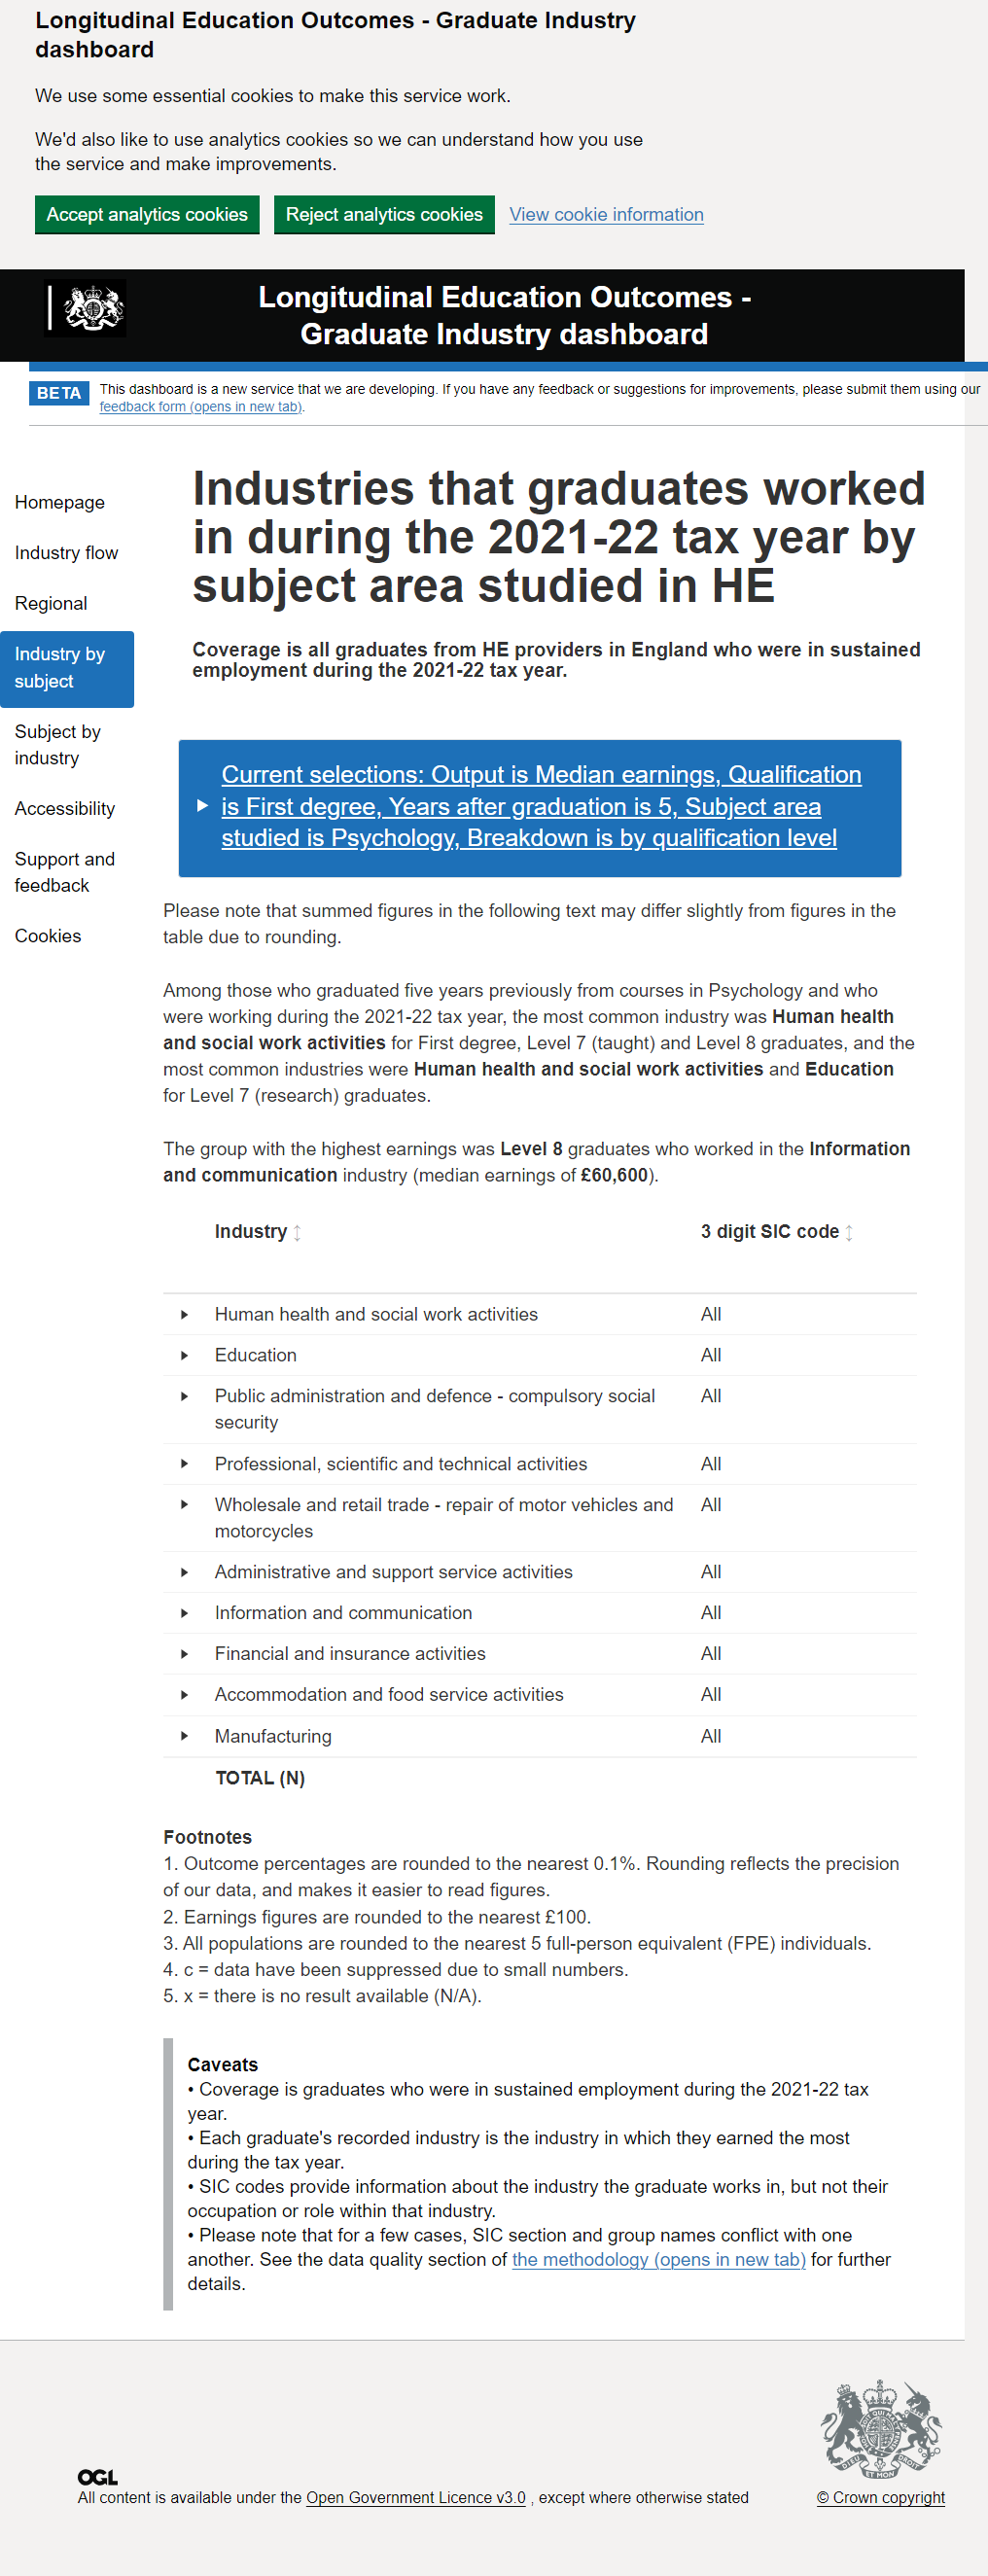 Longitudinal Education Outcomes - Graduate Industry
dashboard
We use some essential cookies to make this service work.
We'd also like to use analytics cookies so we can understand how you use
the service and make improvements.
Accept analytics cookies Reject analytics cookies View cookie information
Longitudinal Education Outcomes -
Graduate Industry dashboard
BETA This dashboard is a new service that we are developing. If you have any feedback or suggestions for improvements, please submit them using our
feedback form (opens in new tab).
Homepage
Industry flow
Regional
Industry by
subject
Subject by
industry
Accessibility
Support and
feedback
Cookies
Industries that graduates worked
in during the 2021-22 tax year by
subject area studied in HE
Coverage is all graduates from HE providers in England who were in sustained
employment during the 2021-22 tax year.
Current selections: Output is Median earnings, Qualification
is First degree, Years after graduation is 5, Subject area
studied is Psychology, Breakdown is by qualification level
Please note that summed figures in the following text may differ slightly from figures in the
table due to rounding.
Among those who graduated five years previously from courses in Psychology and who
were working during the 2021-22 tax year, the most common industry was Human health
and social work activities for First degree, Level 7 (taught) and Level 8 graduates, and the
most common industries were Human health and social work activities and Education
for Level 7 (research) graduates.
The group with the highest earnings was Level 8 graduates who worked in the Information
and communication industry (median earnings of £60,600).
Industry 3 digit SIC code
Human health and social work activities All
Education All
Public administration and defence - compulsory social All
security
Professional, scientific and technical activities All
Wholesale and retail trade - repair of motor vehicles and All
motorcycles
Administrative and support service activities All
Information and communication All
Financial and insurance activities All
Accommodation and food service activities All
Manufacturing All
TOTAL (N)
Footnotes
1. Outcome percentages are rounded to the nearest 0.1%. Rounding reflects the precision
of our data, and makes it easier to read figures.
2. Earnings figures are rounded to the nearest £100.
3. All populations are rounded to the nearest 5 full-person equivalent (FPE) individuals.
4. c = data have been suppressed due to small numbers.
5. x = there is no result available (N/A).
Caveats
• Coverage is graduates who were in sustained employment during the 2021-22 tax
year.
• Each graduate's recorded industry is the industry in which they earned the most
during the tax year.
• SIC codes provide information about the industry the graduate works in, but not their
occupation or role within that industry.
• Please note that for a few cases, SIC section and group names conflict with one
another. See the data quality section of the methodology (opens in new tab) for further
details.
OGL
All content is available under the Open Government Licence v3.0 , except where otherwise stated
© Crown copyright